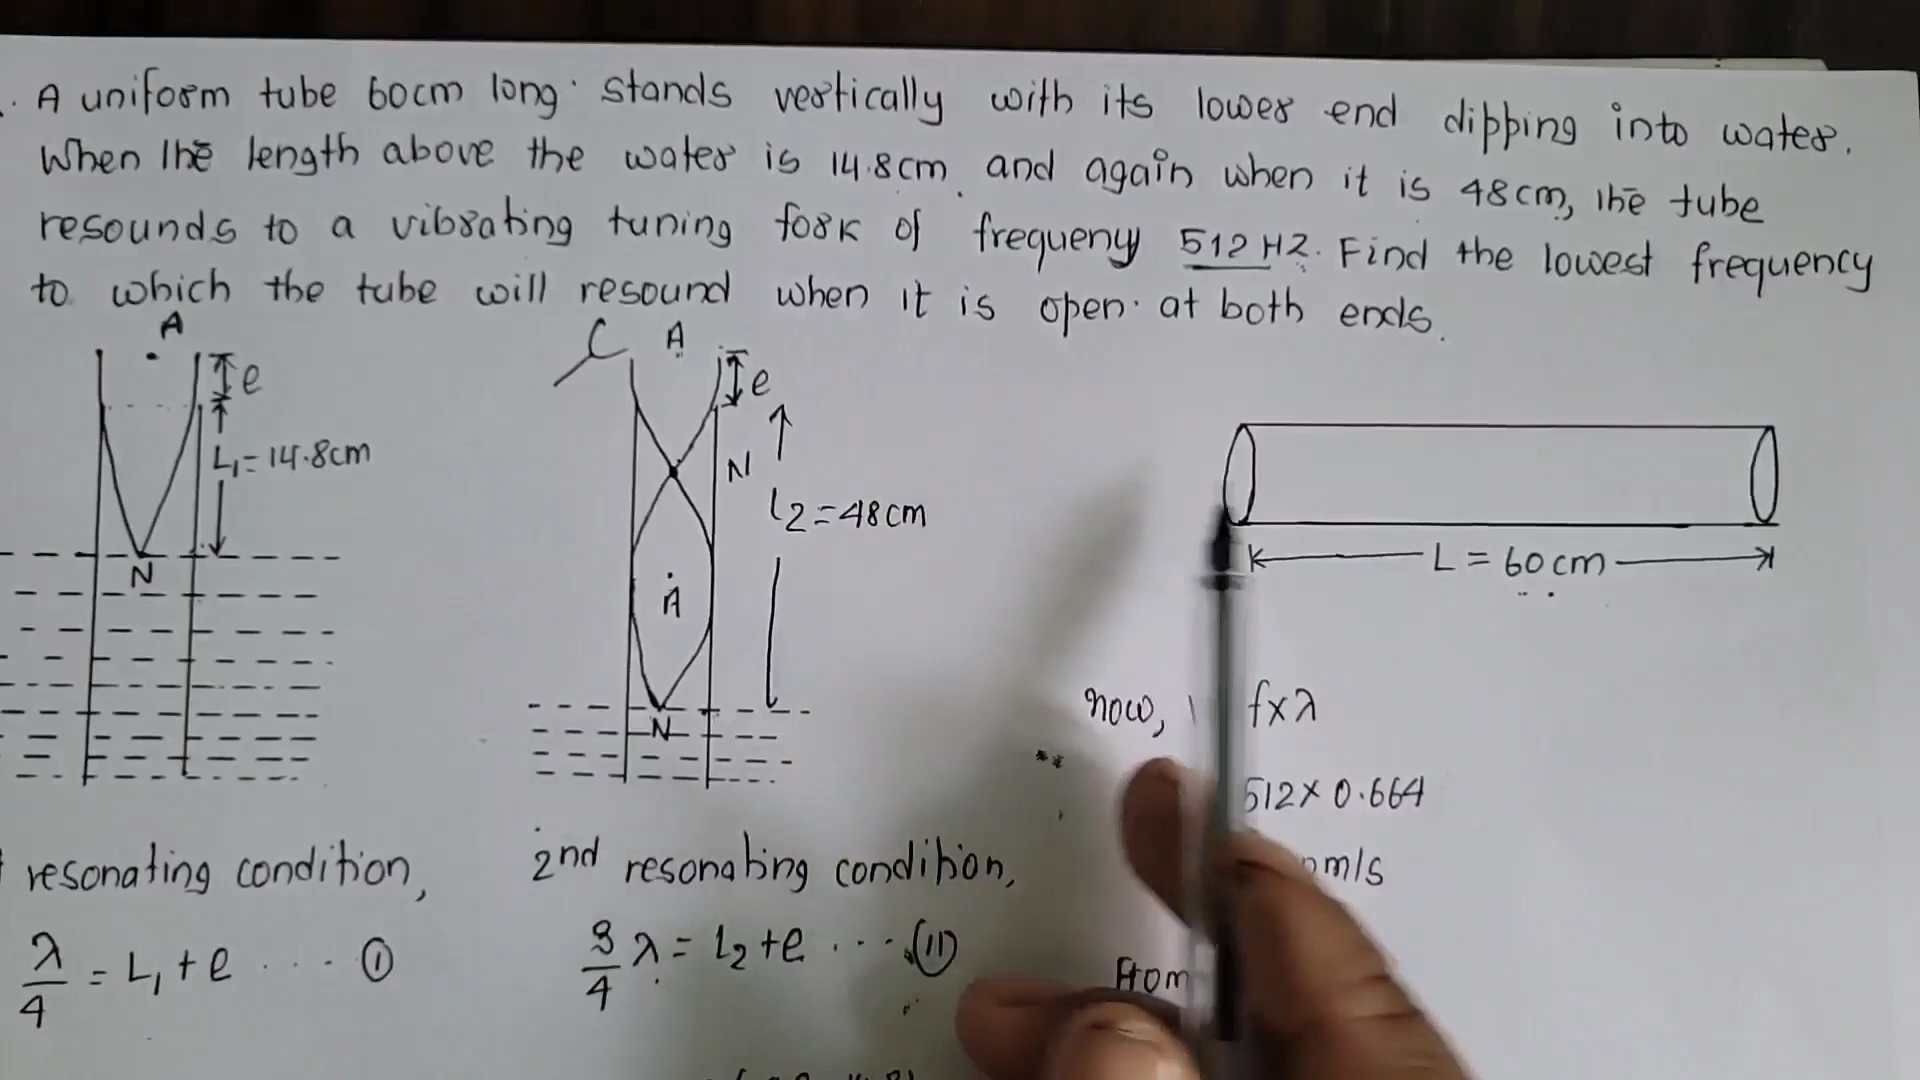 A uniform tube 60cm long stands vertically with its lower end dipping into water.
When the length above the water is 14.8cm and again when it is 48cm, the tube
resounds to a vibrating tuning fork of frequeny 512 HZ. Find the lowest frequency
to which the tube will resound when it is open at both ends.
A
e
L₁ = 14.8cm
N
A
e
N
l₂ = 48cm
A
N
L = 60cm
now, f×λ
512 × 0.664
m/s
resonating condition,
λ/4 = L₁ + e .... ①
2nd resonating condition,
3/4 λ = L₂ + e .... (II)
From